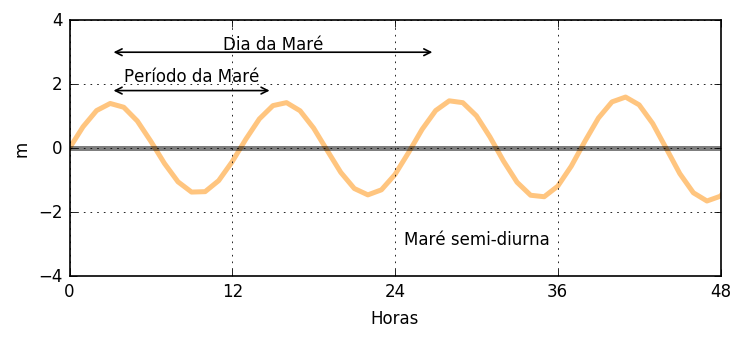 4
Dia da Maré
2
Período da Maré
m
0
−2
Maré semi-diurna
−4
0 12 24 36 48
Horas